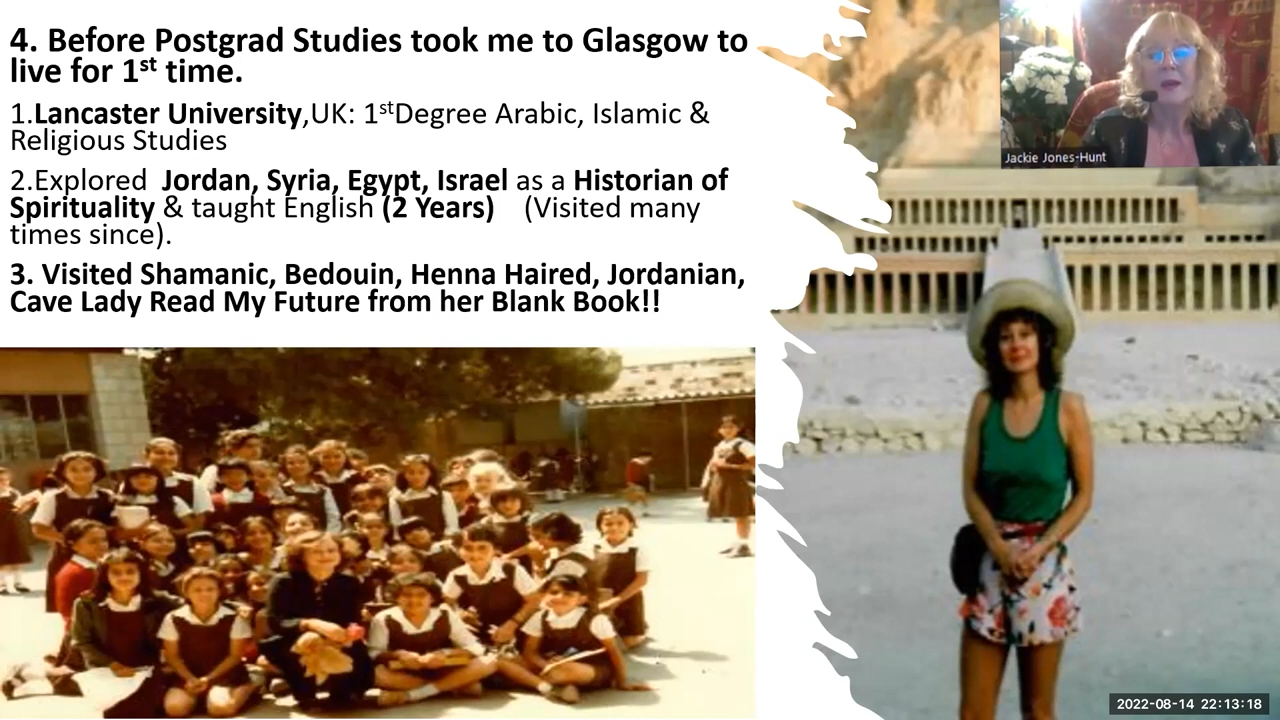 4. Before Postgrad Studies took me to Glasgow to
live for 1st time.
1.Lancaster University,UK: 1stDegree Arabic, Islamic &
Religious Studies
2.Explored  Jordan, Syria, Egypt, Israel as a Historian of
Spirituality & taught English (2 Years)    (Visited many
times since).
3. Visited Shamanic, Bedouin, Henna Haired, Jordanian,
Cave Lady Read My Future from her Blank Book!!
Jackie Jones-Hunt
2022-08-14 22:13:18